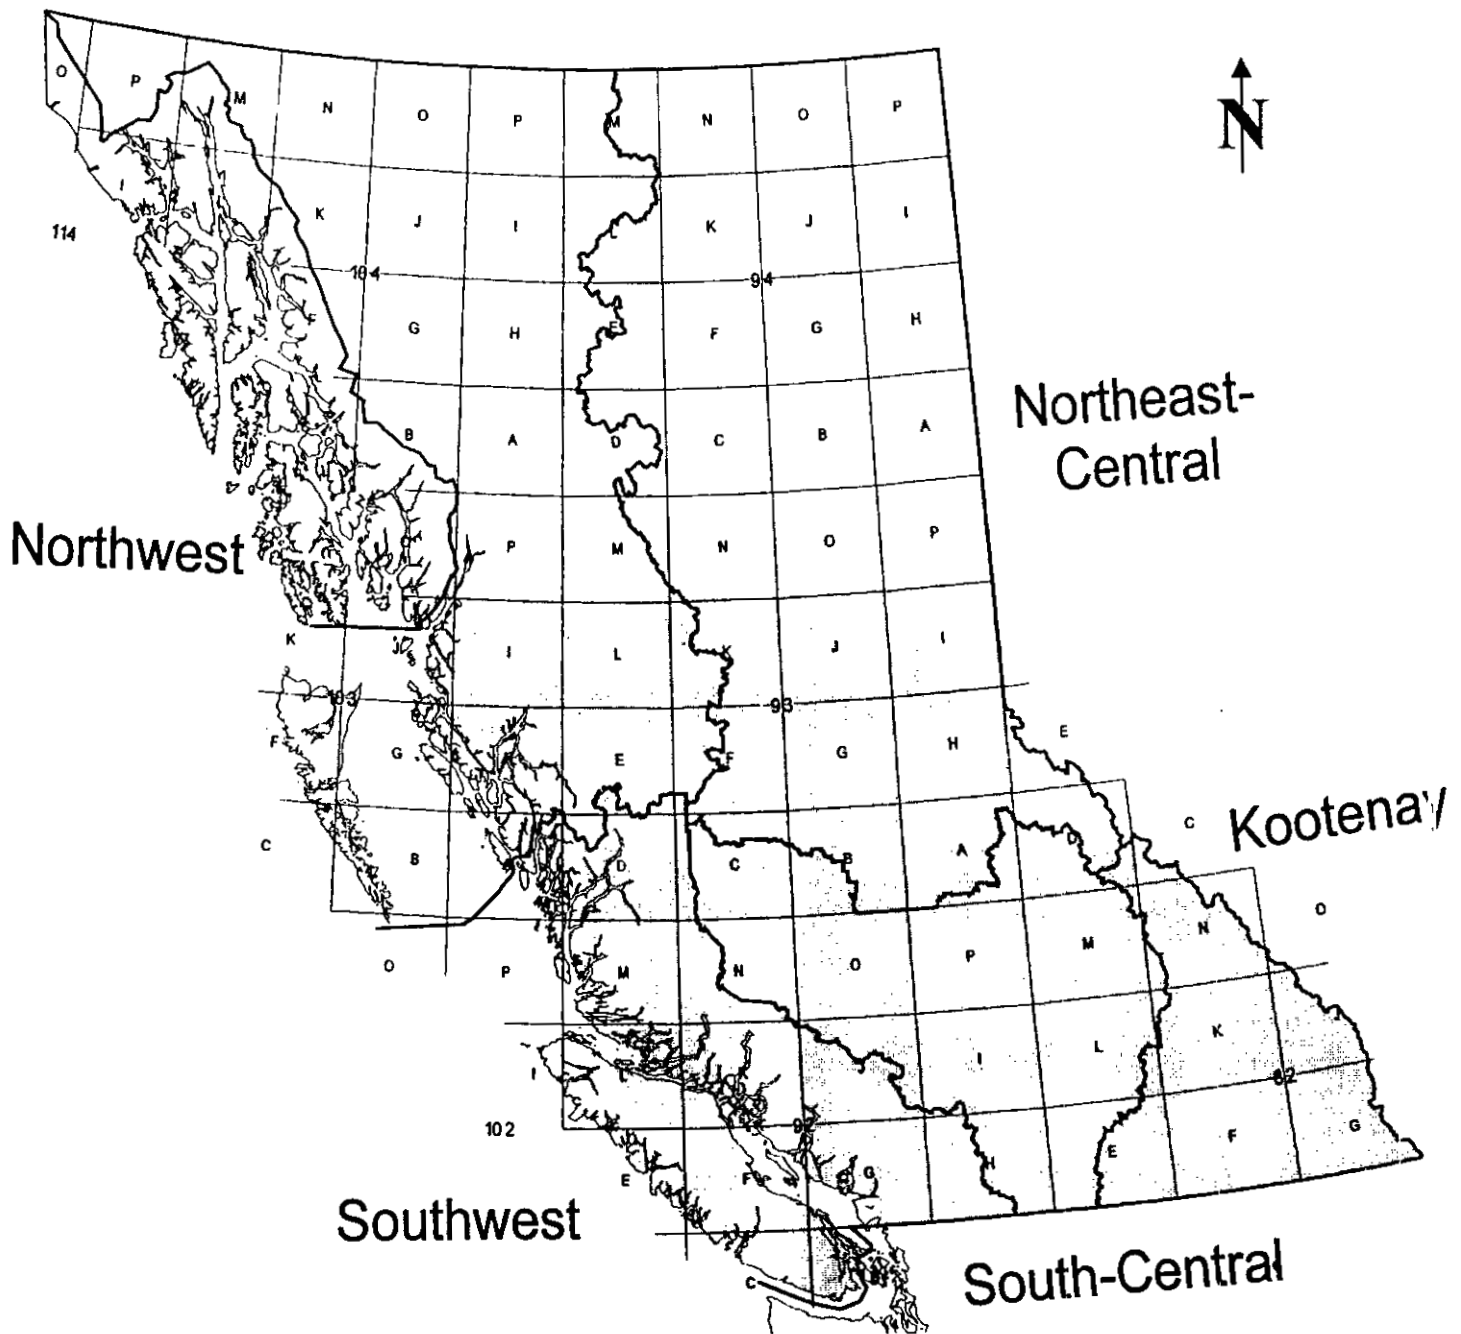 O P M N O P M N O P
N
I K J I L K J I
114
104 94
F G H E F G H
Northeast-
Central
B A D C B A
Northwest
P M N O P
K J I L K J I
103 93
F G E F G H E
Kootenay
C B D C B A D C
O P M N O P M N O
I L I L K
82
102 92
E F G H E F G
Southwest
South-Central
C B